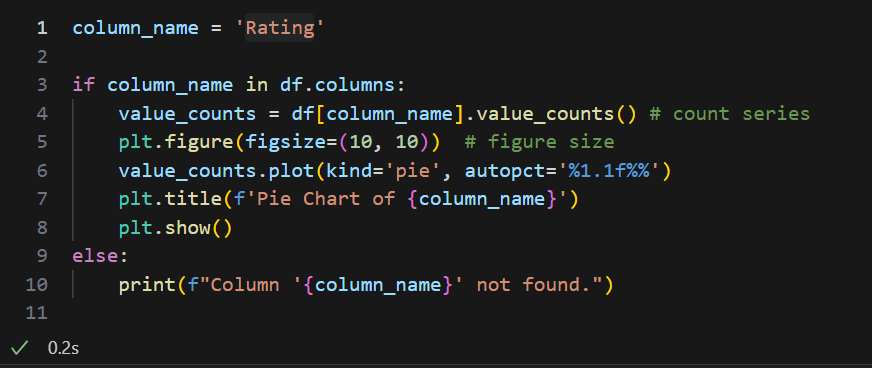 1 column_name = 'Rating'
2
3 if column_name in df.columns:
4     value_counts = df[column_name].value_counts() # count series
5     plt.figure(figsize=(10, 10))  # figure size
6     value_counts.plot(kind='pie', autopct='%1.1f%%')
7     plt.title(f'Pie Chart of {column_name}')
8     plt.show()
9 else:
10     print(f"Column '{column_name}' not found.")
11
✓ 0.2s